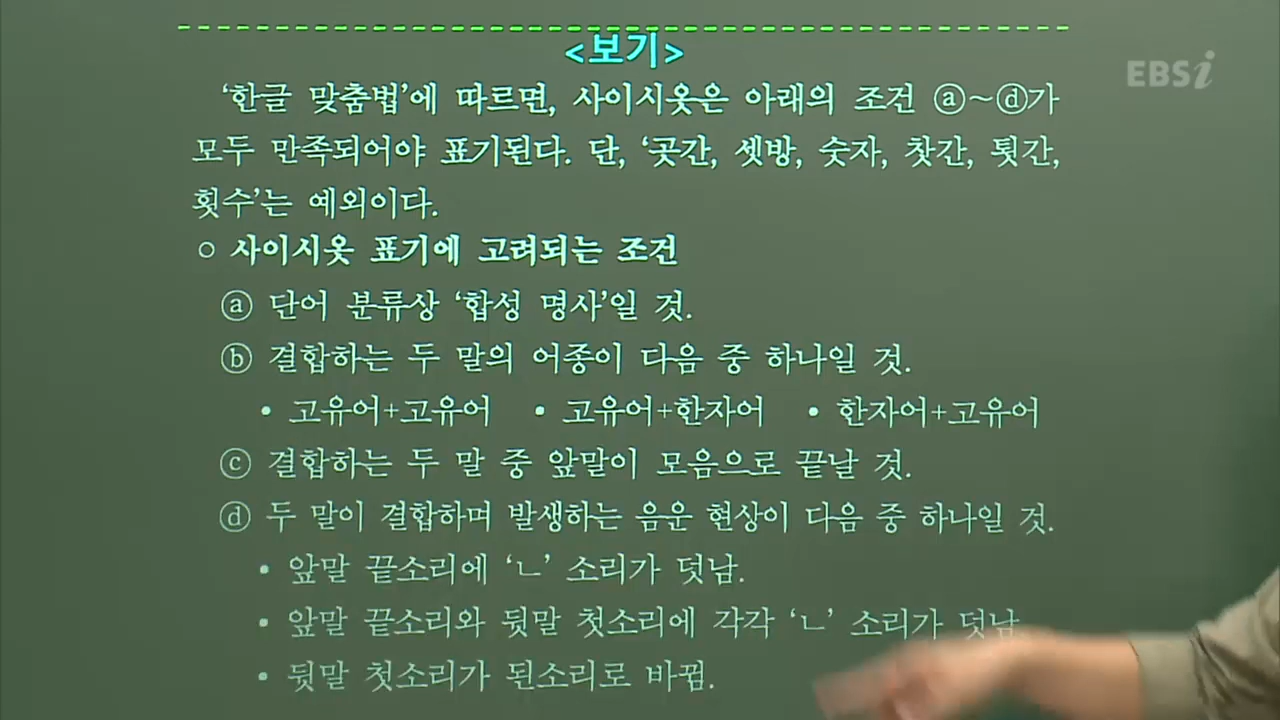 <보기>
EBSi
‘한글 맞춤법’에 따르면, 사이시옷은 아래의 조건 ⓐ~ⓓ가
모두 만족되어야 표기된다. 단, ‘곳간, 셋방, 숫자, 찻간, 툇간,
횟수’는 예외이다.
○ 사이시옷 표기에 고려되는 조건
ⓐ 단어 분류상 ‘합성 명사’일 것.
ⓑ 결합하는 두 말의 어종이 다음 중 하나일 것.
• 고유어+고유어 • 고유어+한자어 • 한자어+고유어
ⓒ 결합하는 두 말 중 앞말이 모음으로 끝날 것.
ⓓ 두 말이 결합하며 발생하는 음운 현상이 다음 중 하나일 것.
• 앞말 끝소리에 ‘ㄴ’ 소리가 덧남.
• 앞말 끝소리와 뒷말 첫소리에 각각 ‘ㄴ’ 소리가 덧남.
• 뒷말 첫소리가 된소리로 바뀜.